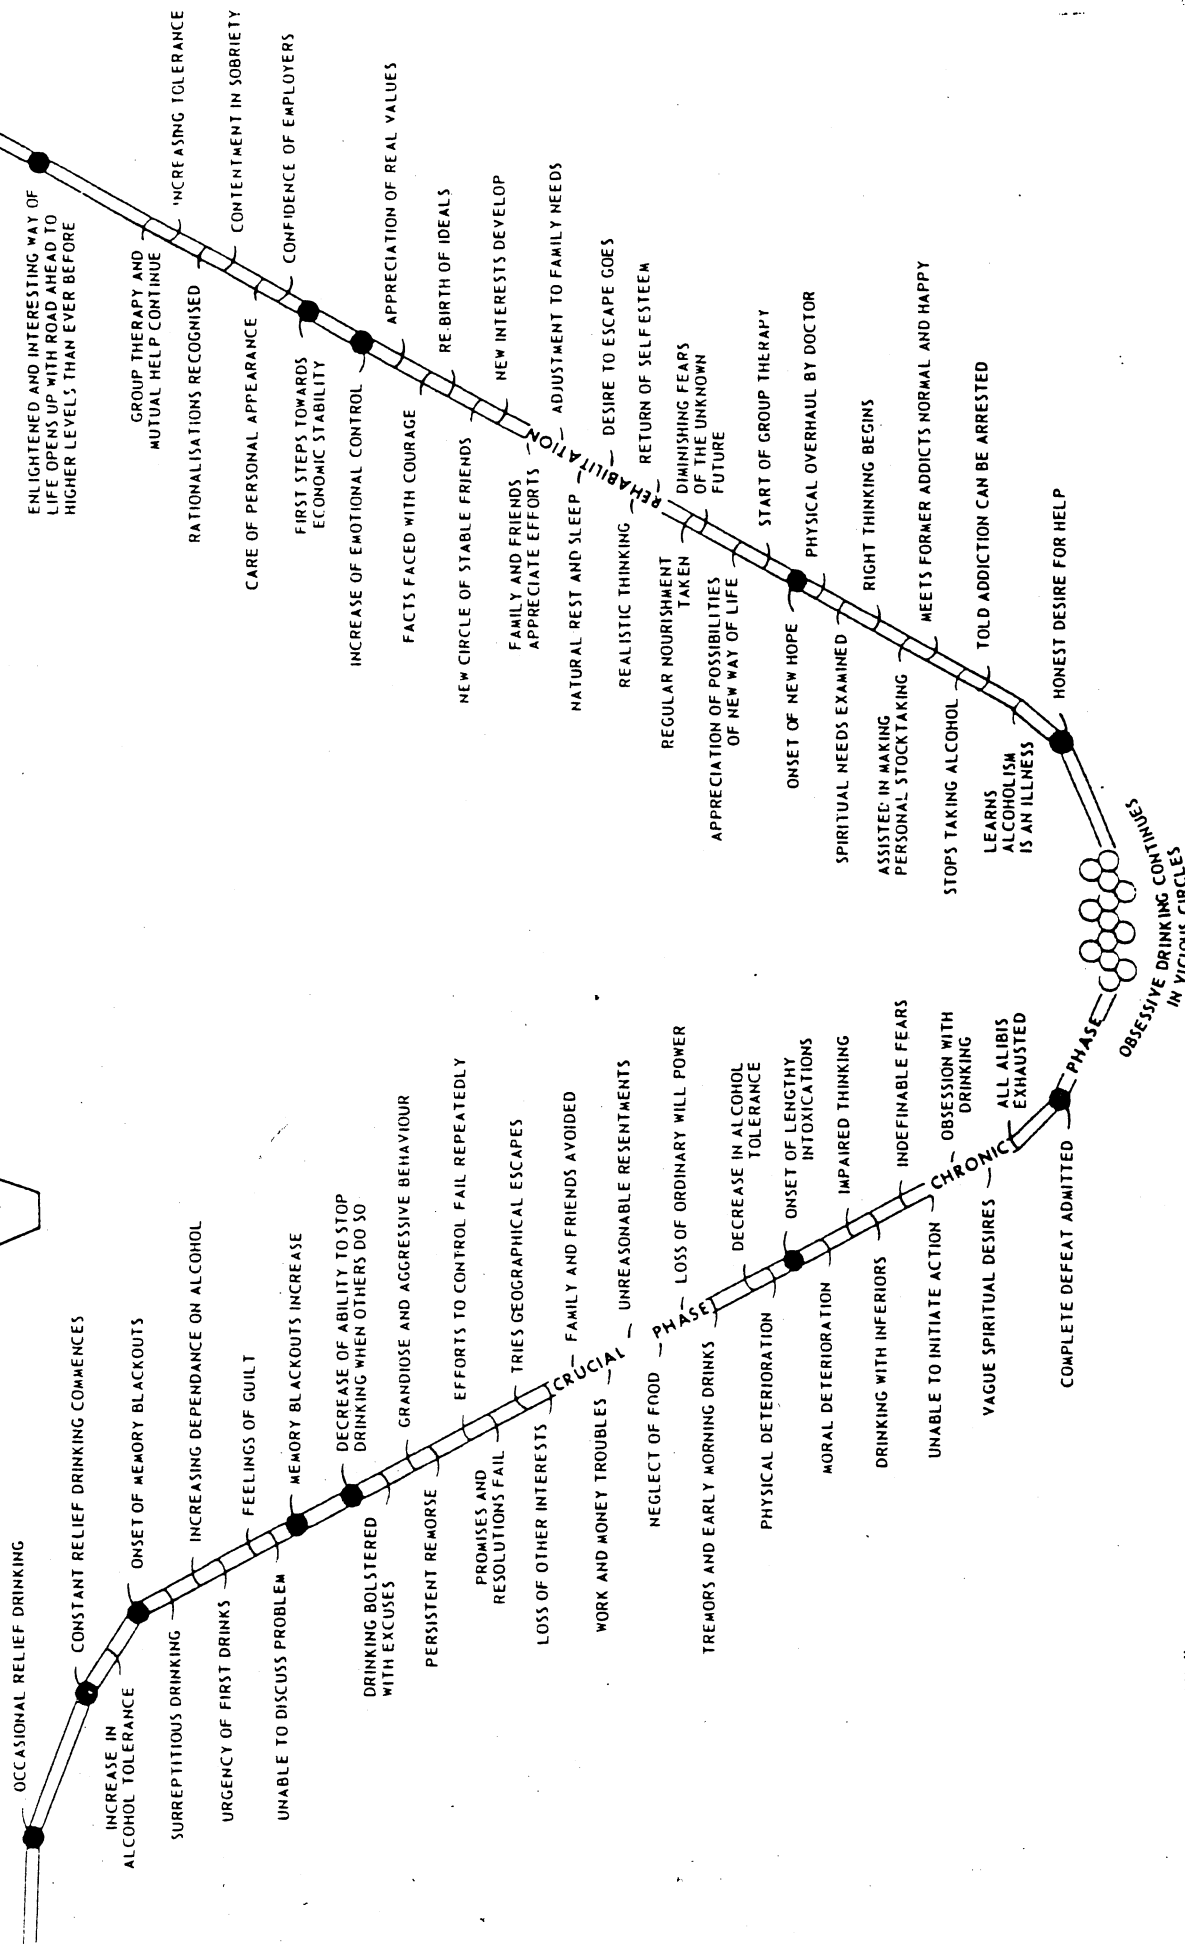 OCCASIONAL RELIEF DRINKING
CONSTANT RELIEF DRINKING COMMENCES
INCREASE IN
ALCOHOL TOLERANCE
ONSET OF MEMORY BLACKOUTS
SURREPTITIOUS DRINKING
INCREASING DEPENDANCE ON ALCOHOL
URGENCY OF FIRST DRINKS
FEELINGS OF GUILT
UNABLE TO DISCUSS PROBLEM
MEMORY BLACKOUTS INCREASE
DECREASE OF ABILITY TO STOP
DRINKING WHEN OTHERS DO SO
DRINKING BOLSTERED
WITH EXCUSES
GRANDIOSE AND AGGRESSIVE BEHAVIOUR
PERSISTENT REMORSE
EFFORTS TO CONTROL FAIL REPEATEDLY
PROMISES AND
RESOLUTIONS FAIL
TRIES GEOGRAPHICAL ESCAPES
LOSS OF OTHER INTERESTS
FAMILY AND FRIENDS AVOIDED
CRUCIAL PHASE
WORK AND MONEY TROUBLES
UNREASONABLE RESENTMENTS
NEGLECT OF FOOD
LOSS OF ORDINARY WILL POWER
TREMORS AND EARLY MORNING DRINKS
DECREASE IN ALCOHOL
TOLERANCE
PHYSICAL DETERIORATION
ONSET OF LENGTHY
INTOXICATIONS
MORAL DETERIORATION
IMPAIRED THINKING
DRINKING WITH INFERIORS
INDEFINABLE FEARS
UNABLE TO INITIATE ACTION
OBSESSION WITH
DRINKING
CHRONIC PHASE
VAGUE SPIRITUAL DESIRES
ALL ALIBIS
EXHAUSTED
COMPLETE DEFEAT ADMITTED
OBSESSIVE DRINKING CONTINUES
IN VICIOUS CIRCLES
HONEST DESIRE FOR HELP
LEARNS
ALCOHOLISM
IS AN ILLNESS
TOLD ADDICTION CAN BE ARRESTED
STOPS TAKING ALCOHOL
MEETS FORMER ADDICTS NORMAL AND HAPPY
ASSISTED IN MAKING
PERSONAL STOCKTAKING
RIGHT THINKING BEGINS
SPIRITUAL NEEDS EXAMINED
PHYSICAL OVERHAUL BY DOCTOR
ONSET OF NEW HOPE
START OF GROUP THERAPY
APPRECIATION OF POSSIBILITIES
OF NEW WAY OF LIFE
DIMINISHING FEARS
OF THE UNKNOWN
FUTURE
REGULAR NOURISHMENT
TAKEN
RETURN OF SELF ESTEEM
REALISTIC THINKING
REHABILITATION
DESIRE TO ESCAPE GOES
NATURAL REST AND SLEEP
ADJUSTMENT TO FAMILY NEEDS
FAMILY AND FRIENDS
APPRECIATE EFFORTS
NEW INTERESTS DEVELOP
NEW CIRCLE OF STABLE FRIENDS
RE-BIRTH OF IDEALS
FACTS FACED WITH COURAGE
APPRECIATION OF REAL VALUES
INCREASE OF EMOTIONAL CONTROL
FIRST STEPS TOWARDS
ECONOMIC STABILITY
CONFIDENCE OF EMPLOYERS
CARE OF PERSONAL APPEARANCE
CONTENTMENT IN SOBRIETY
RATIONALISATIONS RECOGNISED
INCREASING TOLERANCE
GROUP THERAPY AND
MUTUAL HELP CONTINUE
ENLIGHTENED AND INTERESTING WAY OF
LIFE OPENS UP WITH ROAD AHEAD TO
HIGHER LEVELS THAN EVER BEFORE